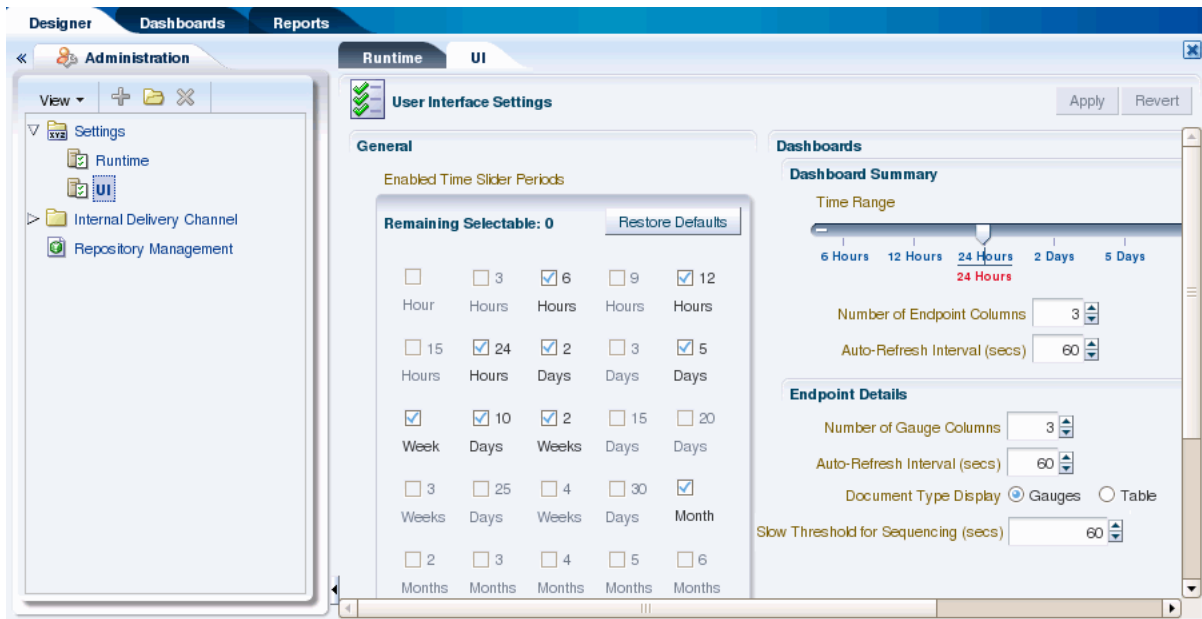 Designer Dashboards Reports
« Administration
View
Settings
Runtime
UI
Internal Delivery Channel
Repository Management
Runtime UI
User Interface Settings
Apply Revert
General
Enabled Time Slider Periods
Remaining Selectable: 0 Restore Defaults
3 6 9 12
Hour Hours Hours Hours Hours
15 24 2 3 5
Hours Hours Days Days Days
10 2 15 20
Week Days Weeks Days Days
3 25 4 30
Weeks Days Weeks Days Month
2 3 4 5 6
Months Months Months Months Months
Dashboards
Dashboard Summary
Time Range
6 Hours 12 Hours 24 Hours 2 Days 5 Days
24 Hours
Number of Endpoint Columns 3
Auto-Refresh Interval (secs) 60
Endpoint Details
Number of Gauge Columns 3
Auto-Refresh Interval (secs) 60
Document Type Display Gauges Table
Slow Threshold for Sequencing (secs) 60